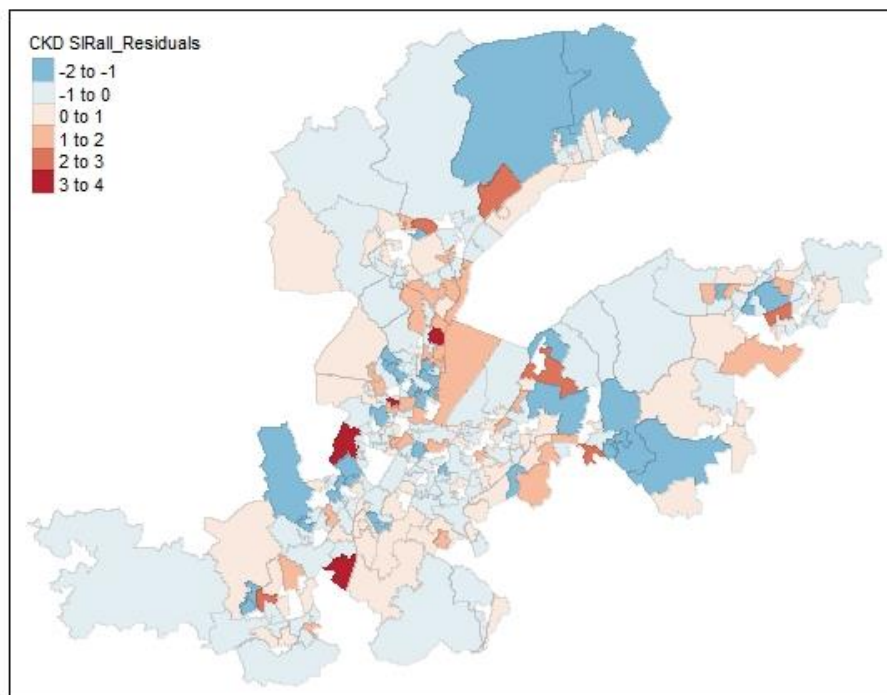 CKD SIRall_Residuals
-2 to -1
-1 to 0
0 to 1
1 to 2
2 to 3
3 to 4